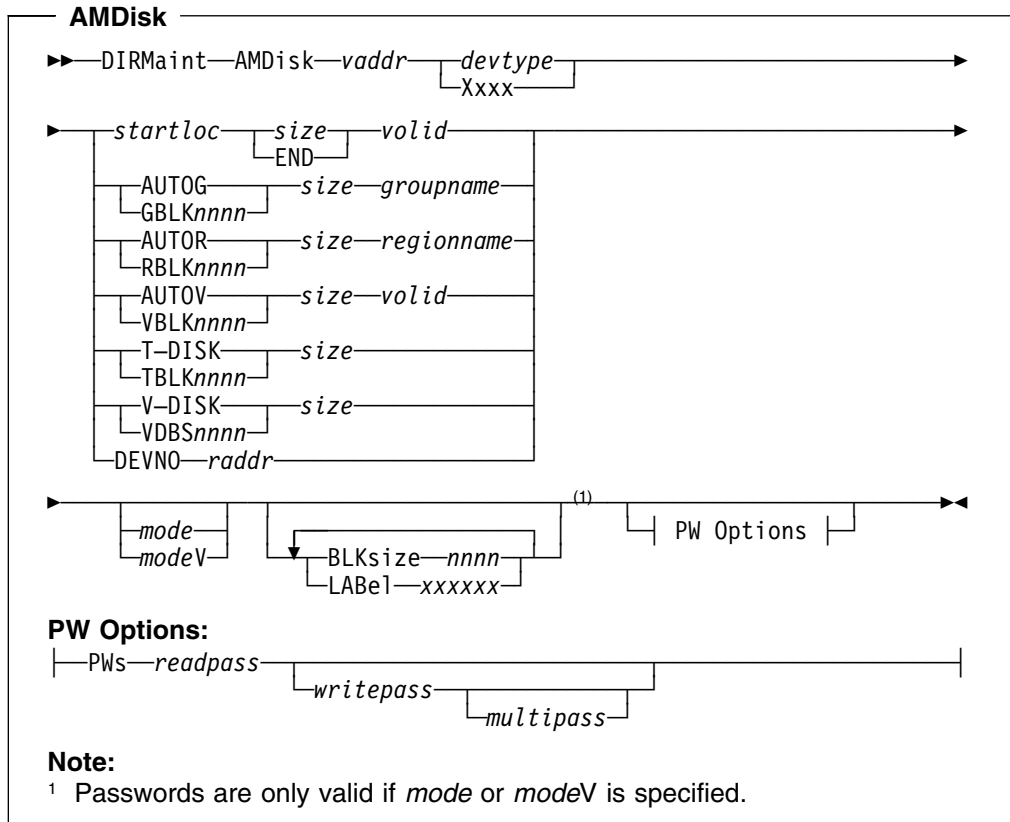 AMDisk
DIRMaint AMDisk vaddr devtype
Xxxx
startloc size volid
END
AUTOG size groupname
GBLKnnnn
AUTOR size regionname
RBLKnnnn
AUTOV size volid
VBLKnnnn
T–DISK size
TBLKnnnn
V–DISK size
VDBSnnnn
DEVNO raddr
(1)
mode PW Options
modeV BLKsize nnnn
LABel xxxxxx
PW Options:
PWs readpass
writepass
multipass
Note:
1 Passwords are only valid if mode or modeV is specified.